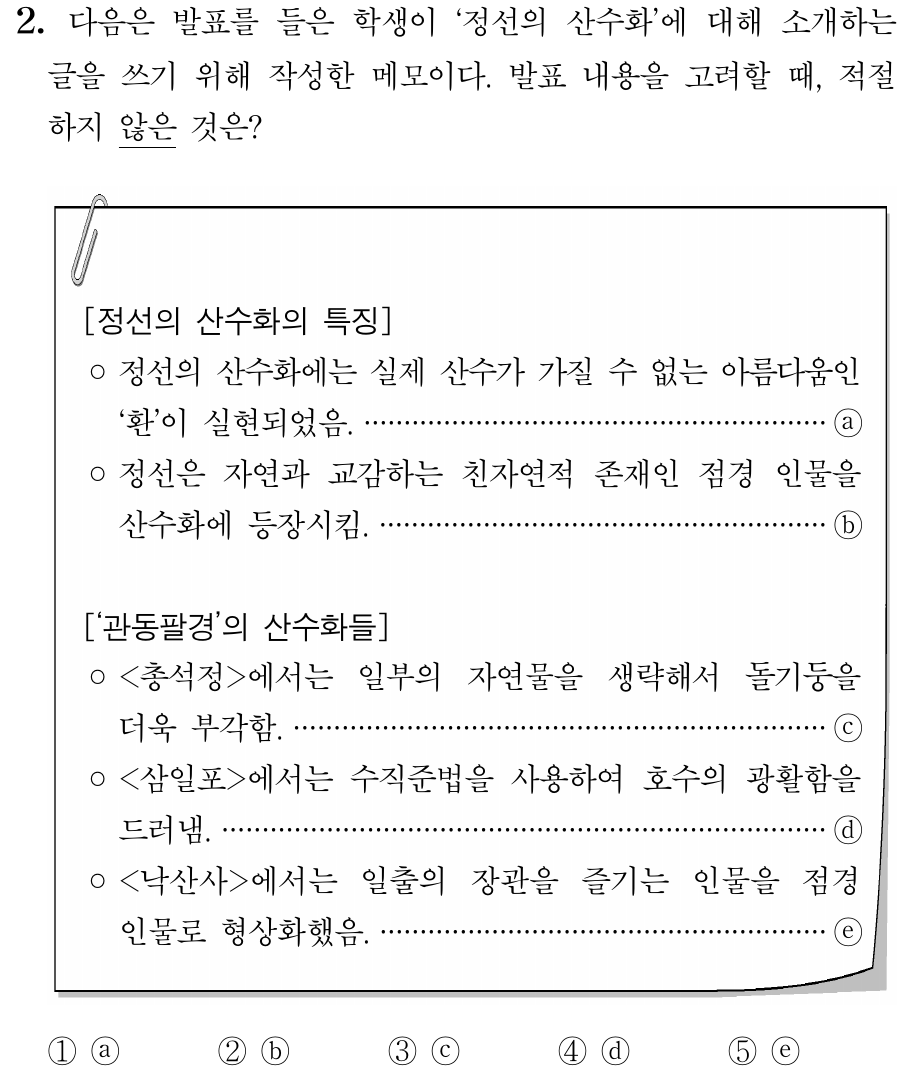 2. 다음은 발표를 들은 학생이 ‘정선의 산수화’에 대해 소개하는
글을 쓰기 위해 작성한 메모이다. 발표 내용을 고려할 때, 적절
하지 않은 것은?
[정선의 산수화의 특징]
○ 정선의 산수화에는 실제 산수가 가질 수 없는 아름다움인
‘환’이 실현되었음. ………………………………………………… ⓐ
○ 정선은 자연과 교감하는 친자연적 존재인 점경 인물을
산수화에 등장시킴. ……………………………………………… ⓑ
[‘관동팔경’의 산수화들]
○ <총석정>에서는 일부의 자연물을 생략해서 돌기둥을
더욱 부각함. ………………………………………………………… ⓒ
○ <삼일포>에서는 수직준법을 사용하여 호수의 광활함을
드러냄. ………………………………………………………………… ⓓ
○ <낙산사>에서는 일출의 장관을 즐기는 인물을 점경
인물로 형상화했음. ……………………………………………… ⓔ
① ⓐ ② ⓑ ③ ⓒ ④ ⓓ ⑤ ⓔ